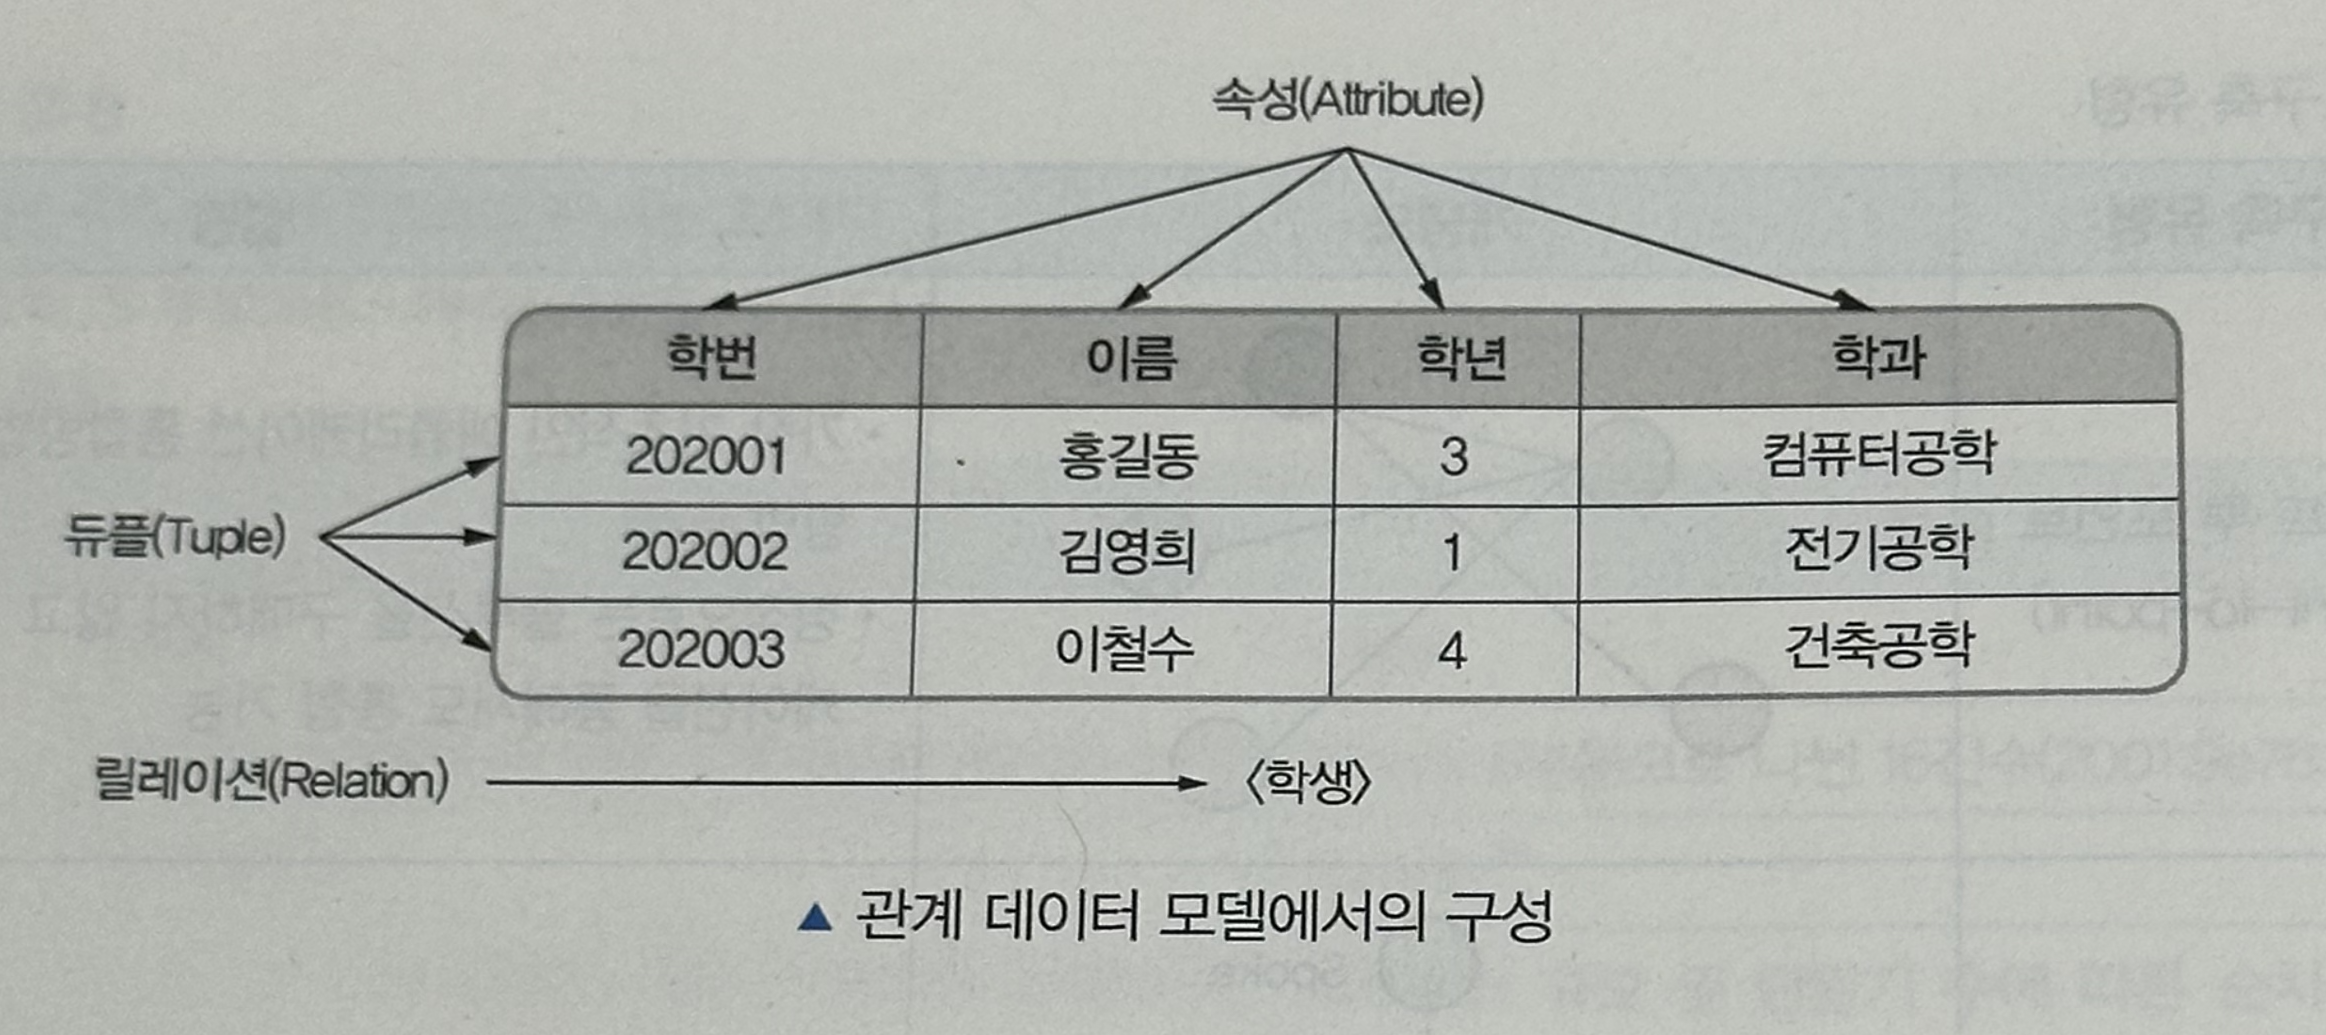 속성(Attribute)
학번 이름 학년 학과
202001 홍길동 3 컴퓨터공학
듀플(Tuple) 202002 김영희 1 전기공학
202003 이철수 4 건축공학
릴레이션(Relation) 〈학생〉
▲ 관계 데이터 모델에서의 구성